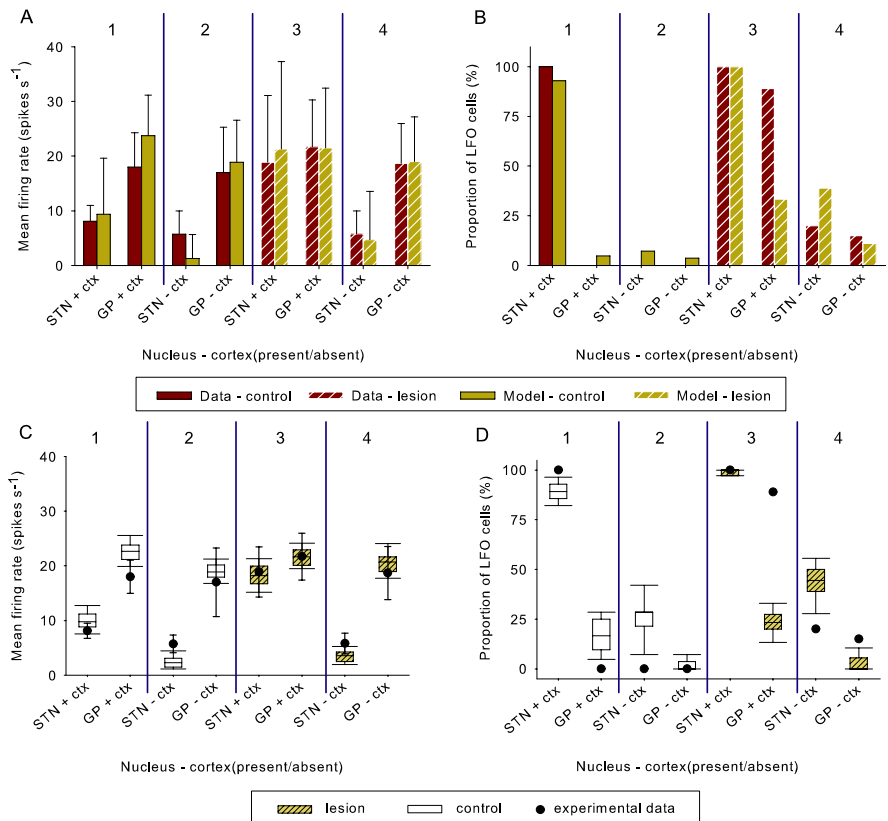 A
B
1 2 3 4
1 2 3 4
Mean firing rate (spikes s⁻¹)
40
30
20
10
0
STN + ctx
GP + ctx
STN - ctx
GP - ctx
STN + ctx
GP + ctx
STN - ctx
GP - ctx
Nucleus - cortex(present/absent)
Proportion of LFO cells (%)
100
75
50
25
0
STN + ctx
GP + ctx
STN - ctx
GP - ctx
STN + ctx
GP + ctx
STN - ctx
GP - ctx
Nucleus - cortex(present/absent)
Data - control Data - lesion Model - control Model - lesion
C
D
1 2 3 4
1 2 3 4
Mean firing rate (spikes s⁻¹)
40
30
20
10
0
STN + ctx
GP + ctx
STN - ctx
GP - ctx
STN + ctx
GP + ctx
STN - ctx
GP - ctx
Nucleus - cortex(present/absent)
Proportion of LFO cells (%)
100
75
50
25
0
STN + ctx
GP + ctx
STN - ctx
GP - ctx
STN + ctx
GP + ctx
STN - ctx
GP - ctx
Nucleus - cortex(present/absent)
lesion control experimental data